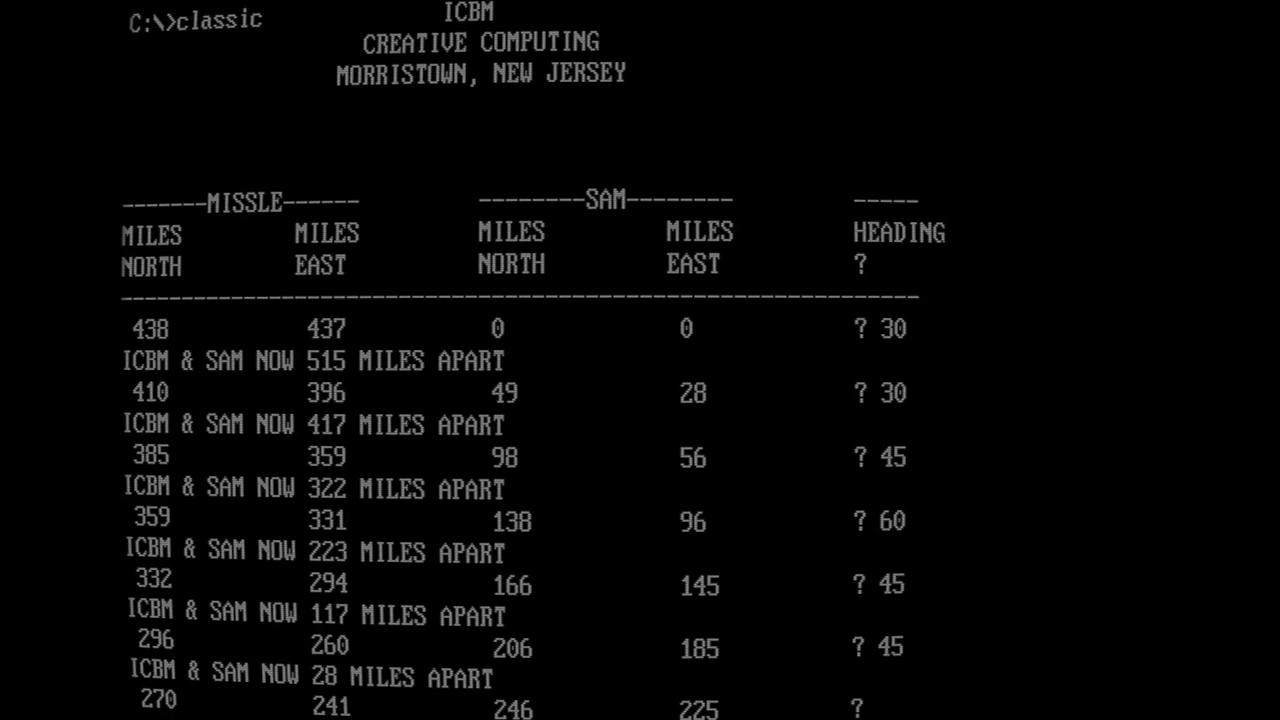 C:\>classic
ICBM
CREATIVE COMPUTING
MORRISTOWN, NEW JERSEY
-------MISSLE------ --------SAM-------- -----
MILES MILES MILES MILES HEADING
NORTH EAST NORTH EAST ?
------------------------------------------------------------------
438 437 0 0 ? 30
ICBM & SAM NOW 515 MILES APART
410 396 49 28 ? 30
ICBM & SAM NOW 417 MILES APART
385 359 98 56 ? 45
ICBM & SAM NOW 322 MILES APART
359 331 138 96 ? 60
ICBM & SAM NOW 223 MILES APART
332 294 166 145 ? 45
ICBM & SAM NOW 117 MILES APART
296 260 206 185 ? 45
ICBM & SAM NOW 28 MILES APART
270 241 246 225 ?